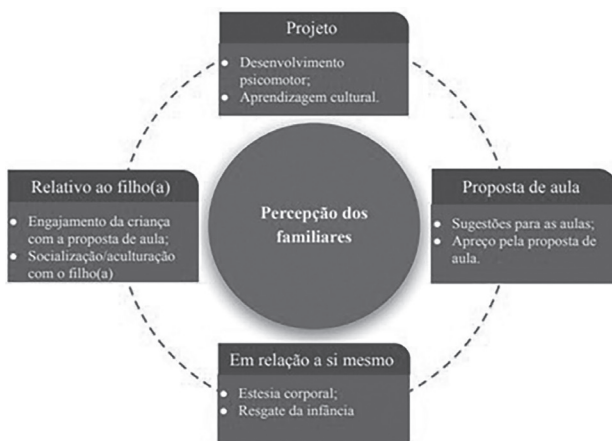 Projeto
Desenvolvimento
psicomotor;
Aprendizagem cultural.
Relativo ao filho(a)
Engajamento da criança
com a proposta de aula;
Socialização/aculturação
com o filho(a)
Percepção dos
familiares
Proposta de aula
Sugestões para as aulas;
Apreço pela proposta de
aula.
Em relação a si mesmo
Estesia corporal;
Resgate da infância